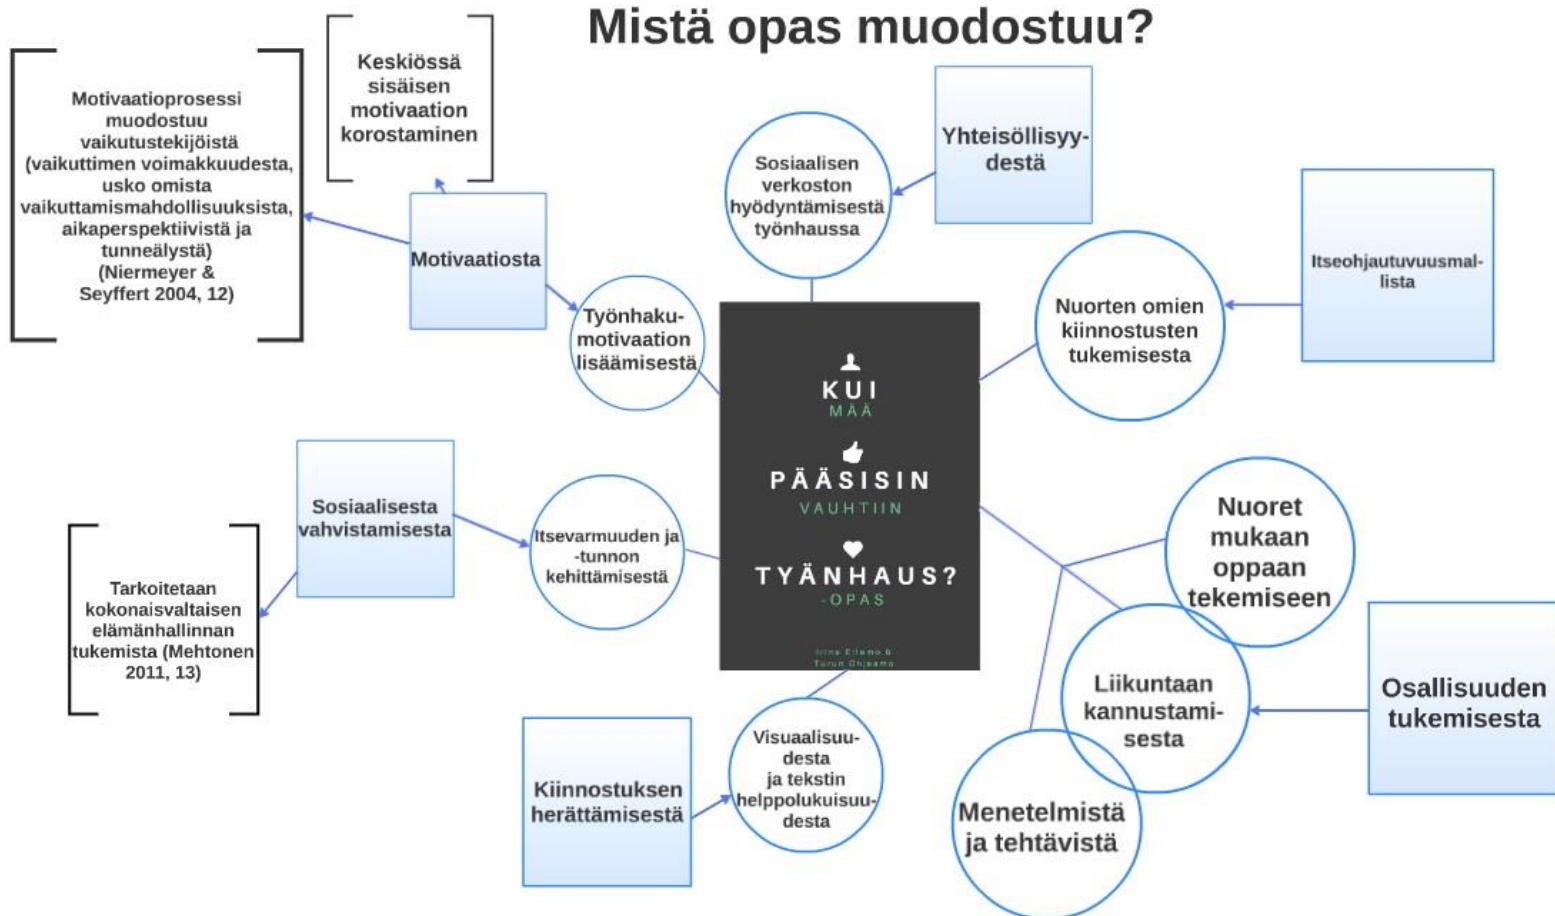 Mistä opas muodostuu?
Motivaatioprosessi
muodostuu
vaikutustekijöistä
(vaikuttimen voimakkuudesta,
usko omista
vaikuttamismahdollisuuksista,
aikaperspektiivistä ja
tunneälystä)
(Niermeyer &
Seyffert 2004, 12)
Keskiössä
sisäisen
motivaation
korostaminen
Motivaatiosta
Työnhaku-
motivaation
lisäämisestä
Sosiaalisen
verkoston
hyödyntämisestä
työnhaussa
Yhteisöllisyy-
destä
Nuorten omien
kiinnostusten
tukemisesta
Itseohjautuvuusmal-
lista
KUI
MÄÄ
PÄÄSISIN
VAUHTIIN
TYÄNHAUS?
-OPAS
&
Turun Ohjaamo
Sosiaalisesta
vahvistamisesta
Itsevarmuuden ja
-tunnon
kehittämisestä
Tarkoitetaan
kokonaisvaltaisen
elämänhallinnan
tukemista (Mehtonen
2011, 13)
Kiinnostuksen
herättämisestä
Visuaalisuu-
desta
ja tekstin
helppolukuisuu-
desta
Nuoret
mukaan
oppaan
tekemiseen
Liikuntaan
kannustami-
sesta
Menetelmistä
ja tehtävistä
Osallisuuden
tukemisesta